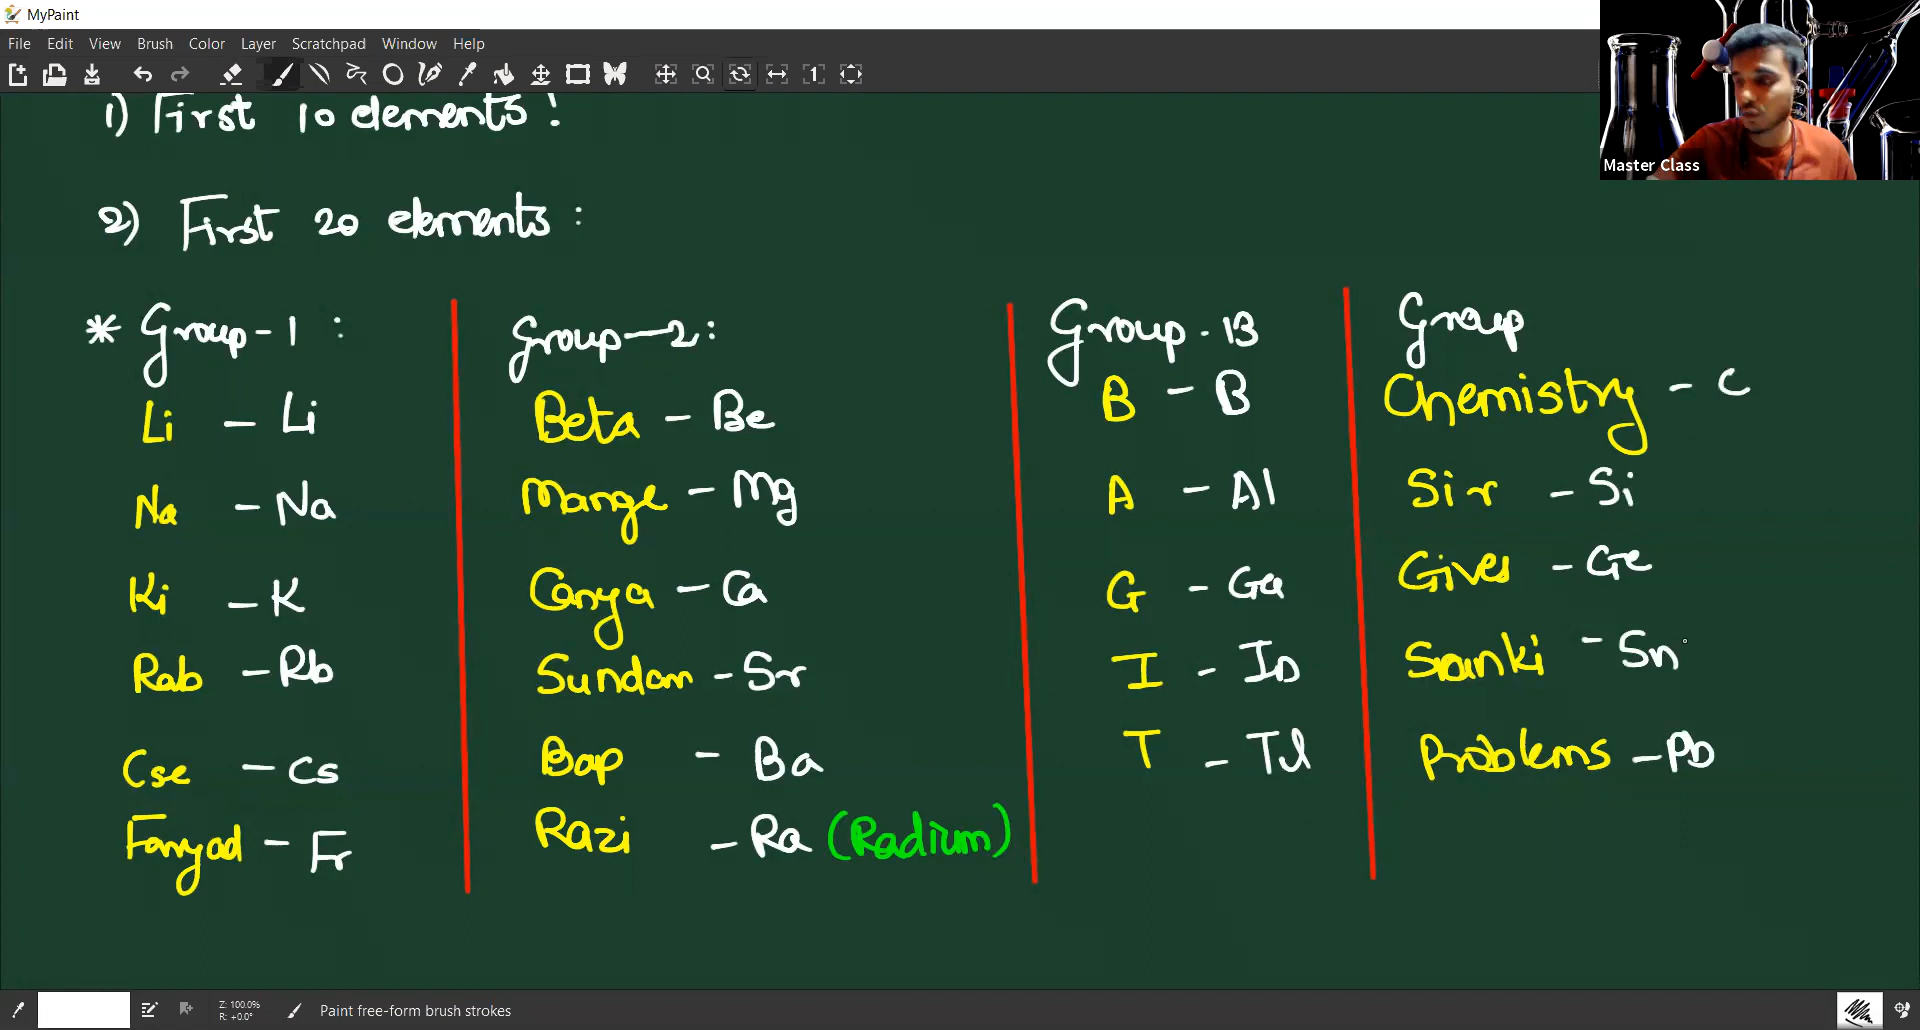 MyPaint
File Edit View Brush Color Layer Scratchpad Window Help
Master Class
1) First 10 elements :
2) First 20 elements :
* Group-1 :
Li - Li
Na - Na
Ki - K
Rab - Rb
Cse - Cs
Faryad - Fr
Group-2 :
Beta - Be
Mange - Mg
Canya - Ca
Sundam - Sr
Bap - Ba
Razi - Ra (Radium)
Group - 13
B - B
A - Al
G - Ga
I - In
T - Tl
Group
Chemistry - C
Sir - Si
Gives - Ge
Sanki - Sn
Problems - Pb
Z: 100.0%
R: +0.0°
Paint free-form brush strokes